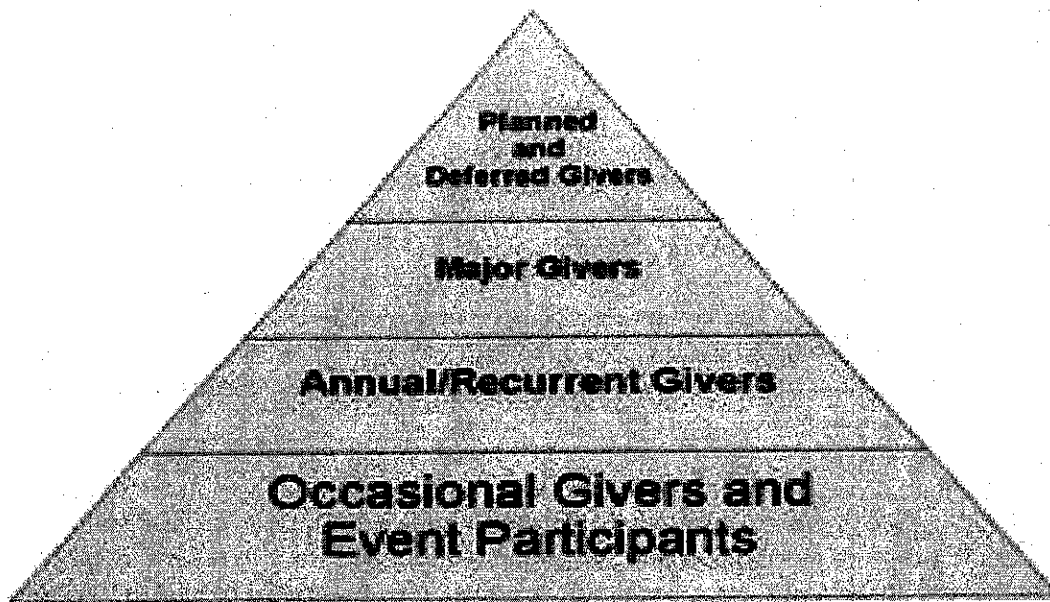 Planned
and
Deferred Givers
Major Givers
Annual/Recurrent Givers
Occasional Givers and
Event Participants